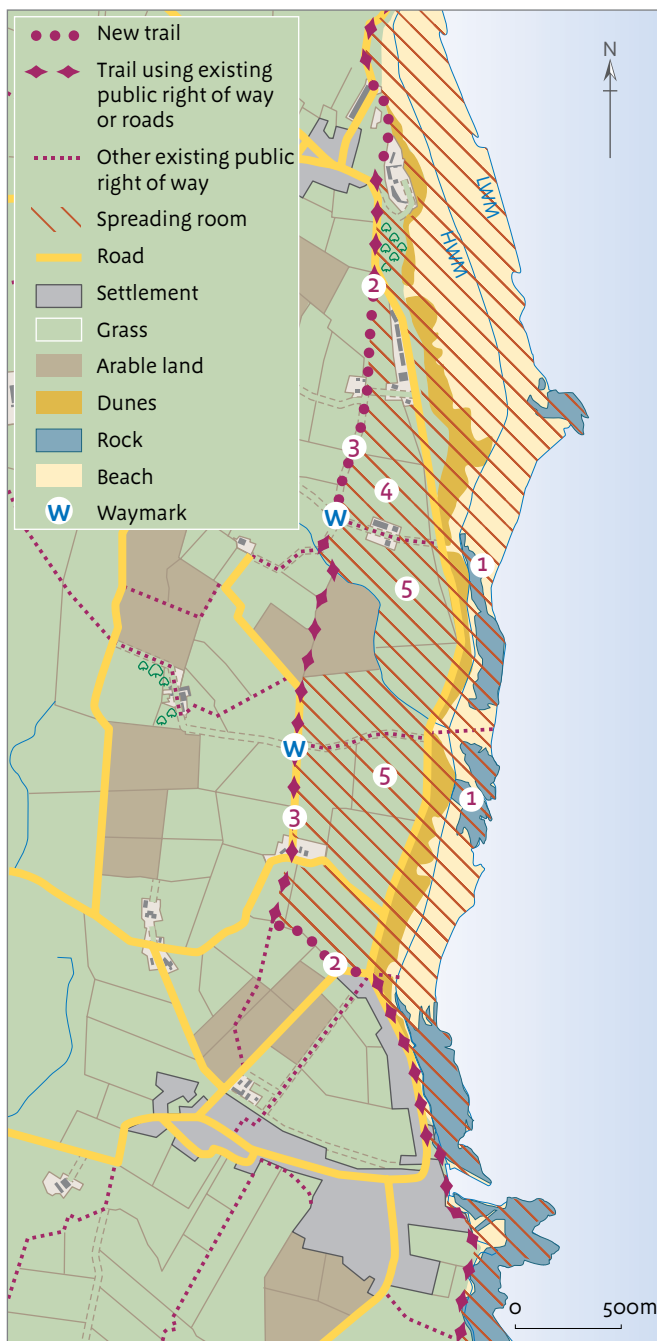 New trail
Trail using existing
public right of way
or roads
Other existing public
right of way
Spreading room
Road
Settlement
Grass
Arable land
Dunes
Rock
Beach
W Waymark
N
LWM
HWM
2
3
4
W
1
5
W
5
1
3
2
0 500m